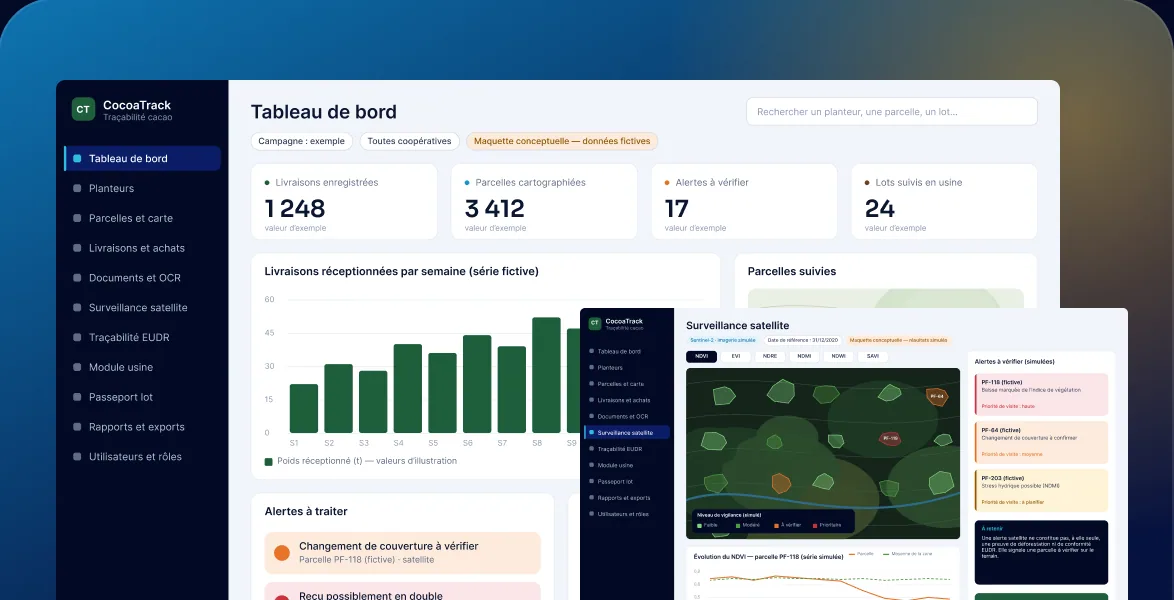 CT
CocoaTrack
Traçabilité cacao
Tableau de bord
Planteurs
Parcelles et carte
Livraisons et achats
Documents et OCR
Surveillance satellite
Traçabilité EUDR
Module usine
Passeport lot
Rapports et exports
Utilisateurs et rôles
Tableau de bord
Rechercher un planteur, une parcelle, un lot...
Campagne : exemple
Toutes coopératives
Maquette conceptuelle — données fictives
Livraisons enregistrées
1 248
valeur d'exemple
Parcelles cartographiées
3 412
valeur d'exemple
Alertes à vérifier
17
valeur d'exemple
Lots suivis en usine
24
valeur d'exemple
Livraisons réceptionnées par semaine (série fictive)
60
45
30
15
0
S1 S2 S3 S4 S5 S6 S7 S8 S9
Poids réceptionné (t) — valeurs d'illustration
Parcelles suivies
Alertes à traiter
Changement de couverture à vérifier
Parcelle PF-118 (fictive) · satellite
Reçu possiblement en double
CT
CocoaTrack
Traçabilité cacao
Tableau de bord
Planteurs
Parcelles et carte
Livraisons et achats
Documents et OCR
Surveillance satellite
Traçabilité EUDR
Module usine
Passeport lot
Rapports et exports
Utilisateurs et rôles
Surveillance satellite
Sentinel-2 · imagerie simulée
Date de référence : 31/12/2020
Maquette conceptuelle — résultats simulés
NDVI
EVI
NDRE
NDMI
NDWI
SAVI
PF-64
PF-118
Niveau de vigilance (simulé)
Faible
Modéré
À vérifier
Prioritaire
Évolution du NDVI — parcelle PF-118 (série simulée)
Parcelle
Moyenne de la zone
Alertes à vérifier (simulées)
PF-118 (fictive)
Baisse marquée de l'indice de végétation
Priorité de visite : haute
PF-64 (fictive)
Changement de couverture à confirmer
Priorité de visite : moyenne
PF-203 (fictive)
Stress hydrique possible (NDMI)
Priorité de visite : à planifier
À retenir
Une alerte satellite ne constitue pas, à elle seule,
une preuve de déforestation ni de conformité
EUDR. Elle signale une parcelle à vérifier sur le
terrain.